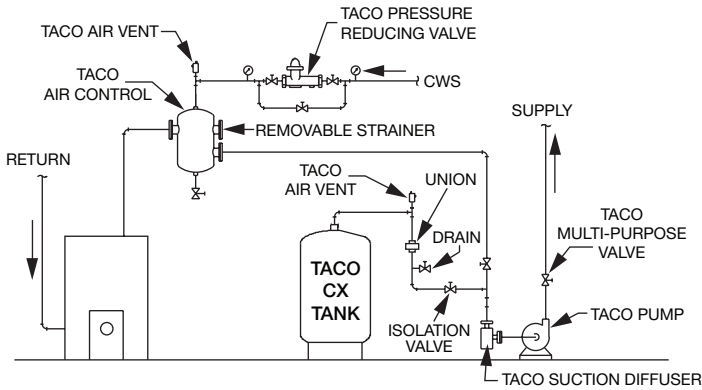 TACO AIR VENT
TACO PRESSURE
REDUCING VALVE
TACO
AIR CONTROL
CWS
SUPPLY
REMOVABLE STRAINER
RETURN
TACO
AIR VENT
UNION
TACO
MULTI-PURPOSE
VALVE
DRAIN
TACO
CX
TANK
ISOLATION
VALVE
TACO PUMP
TACO SUCTION DIFFUSER